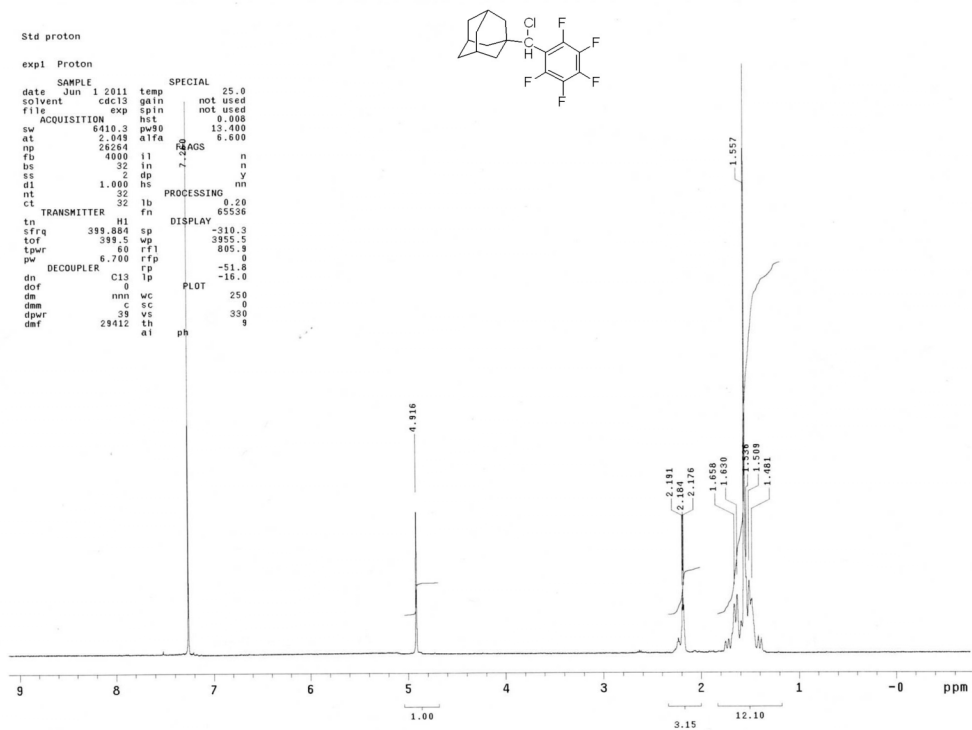 Std proton
exp1 Proton
SAMPLE SPECIAL
date Jun 1 2011 temp 25.0
solvent cdcl3 gain not used
file exp spin not used
ACQUISITION hst 0.008
sw 6410.3 pw90 13.400
at 2.049 alfa 6.600
np 26264 FLAGS
fb 4000 il n
bs 32 in n
ss 2 dp y
d1 1.000 hs nn
nt 32 PROCESSING
ct 32 lb 0.20
TRANSMITTER fn 65536
tn H1 DISPLAY
sfrq 399.884 sp -310.3
tof 399.5 wp 3955.5
tpwr 60 rfl 805.9
pw 6.700 rfp 0
DECOUPLER rp -51.8
dn C13 lp -16.0
dof 0 PLOT
dm nnn wc 250
dmm c sc 0
dpwr 39 vs 330
dmf 29412 th 9
ai ph
Cl
C
H
F
F
F
F
F
7.260
4.916
2.191
2.184
2.176
1.658
1.630
1.557
1.536
1.509
1.481
9 8 7 6 5 4 3 2 1 -0 ppm
1.00
3.15
12.10